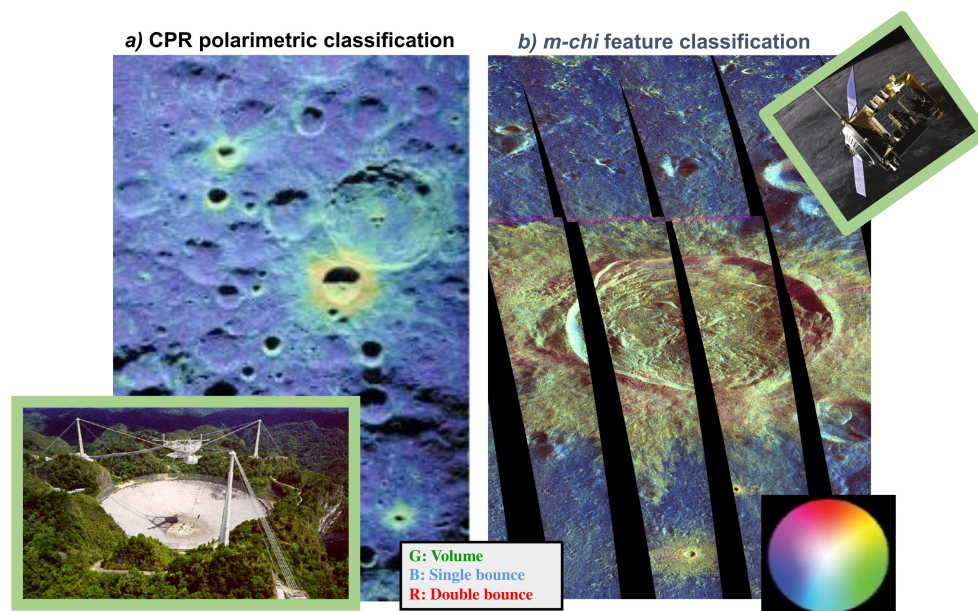 a) CPR polarimetric classification
b) m-chi feature classification
G: Volume
B: Single bounce
R: Double bounce